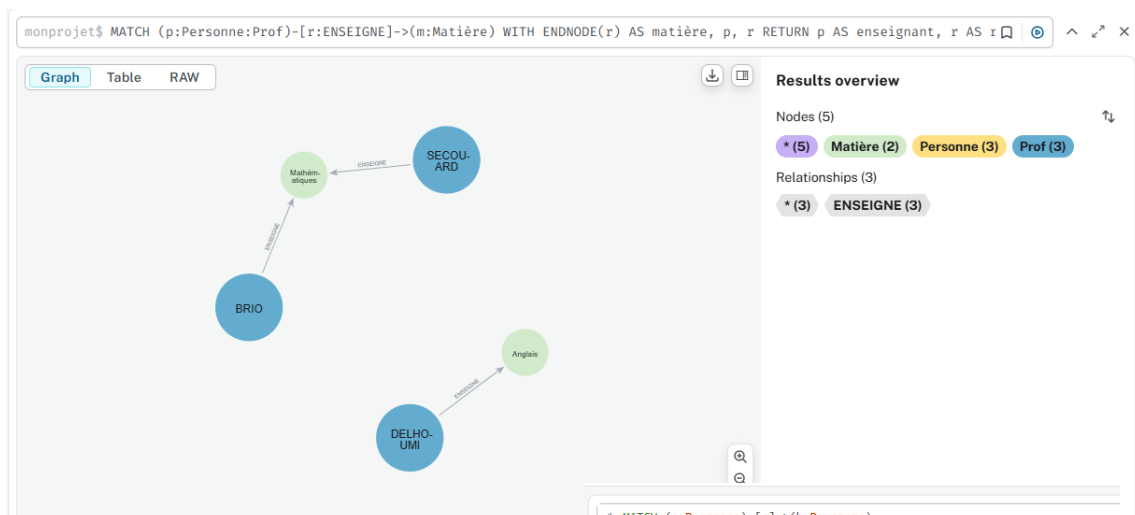 monprojet$ MATCH (p:Personne:Prof)-[r:ENSEIGNE]->(m:Matière) WITH ENDNODE(r) AS matière, p, r RETURN p AS enseignant, r AS r
Graph Table RAW
Results overview
Nodes (5)
* (5) Matière (2) Personne (3) Prof (3)
Relationships (3)
* (3) ENSEIGNE (3)
SECOU-
ARD
ENSEIGNE
Mathém-
atiques
ENSEIGNE
BRIO
Anglais
ENSEIGNE
DELHO-
UMI